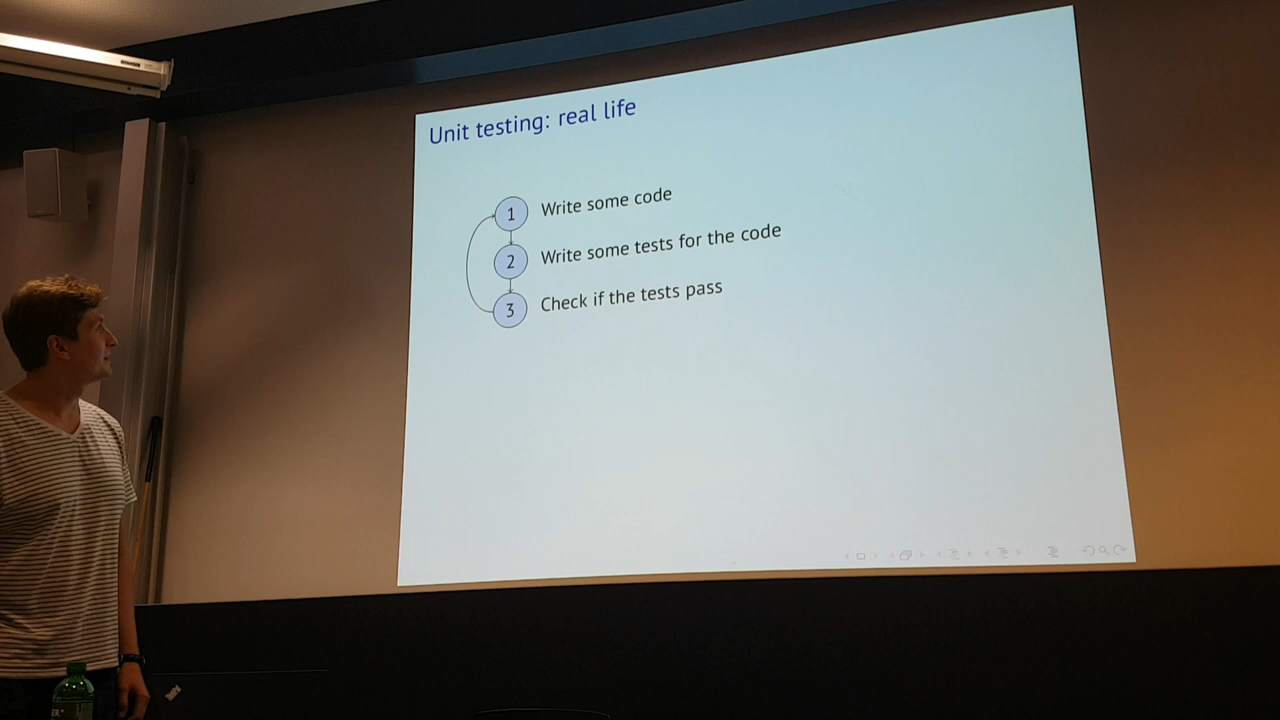 Unit testing: real life
1 Write some code
2 Write some tests for the code
3 Check if the tests pass